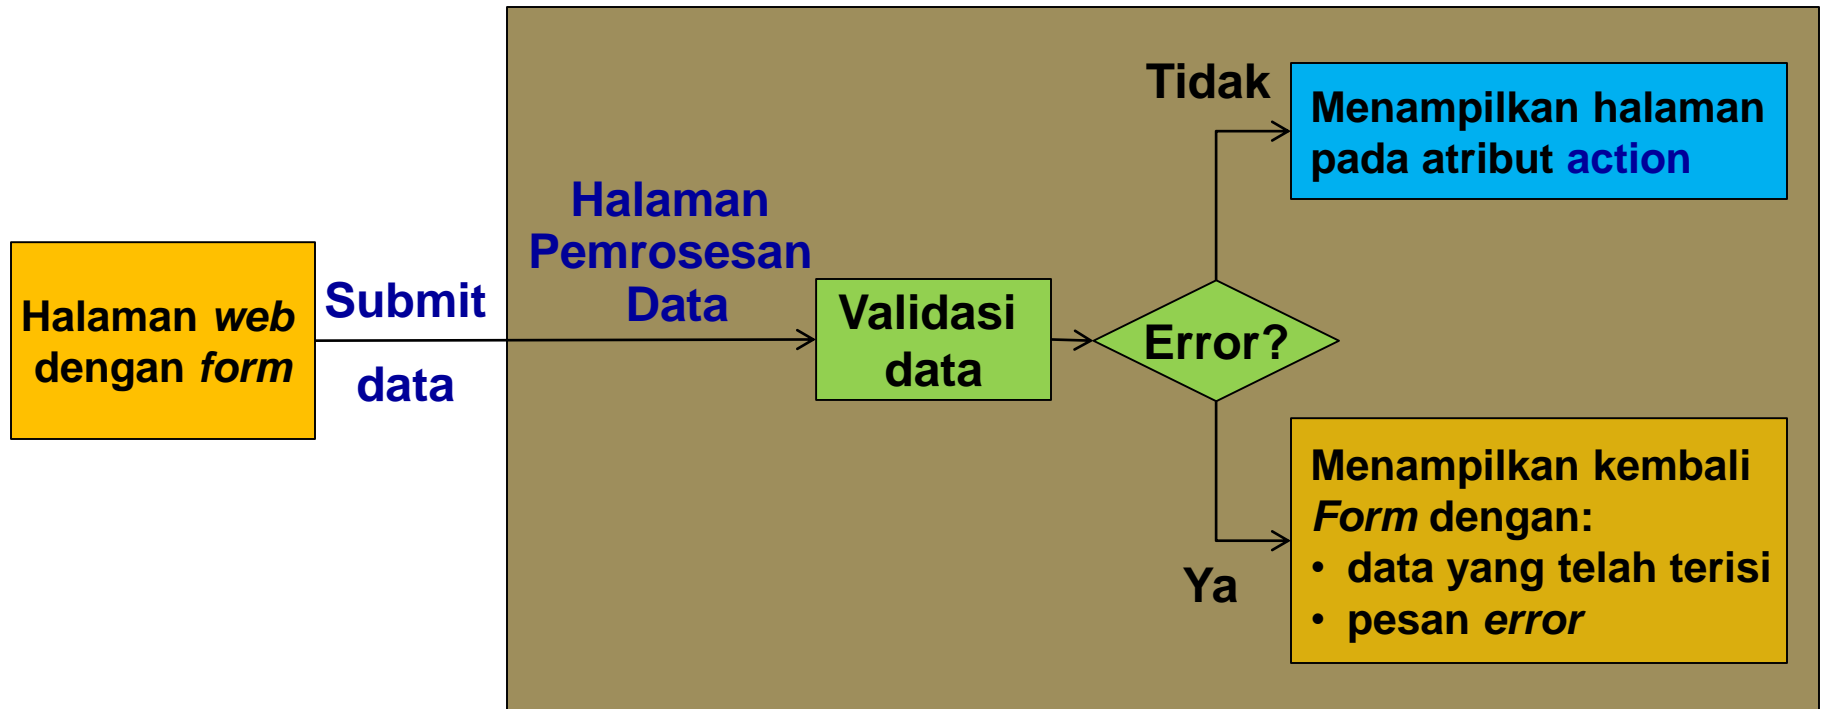 Halaman web
dengan form
Submit
data
Halaman
Pemrosesan
Data
Validasi
data
Error?
Tidak
Menampilkan halaman
pada atribut action
Ya
Menampilkan kembali
Form dengan:
• data yang telah terisi
• pesan error